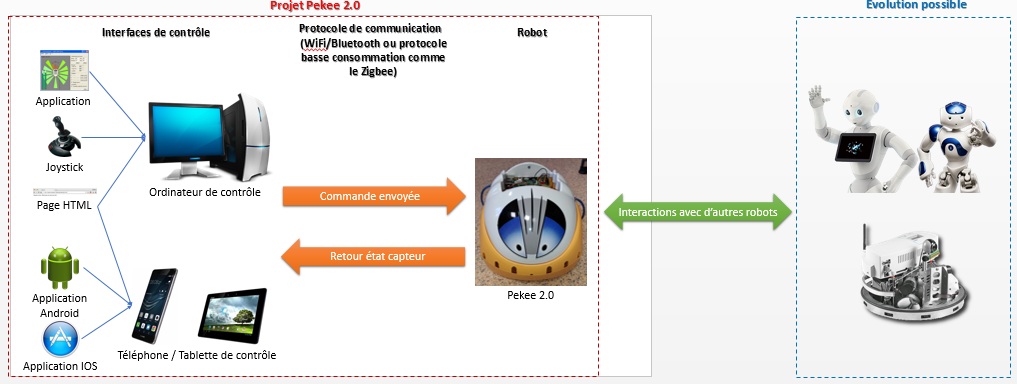 Projet Pekee 2.0
Evolution possible
Interfaces de contrôle
Protocole de communication
(WiFi/Bluetooth ou protocole
basse consommation comme
le Zigbee)
Robot
Application
Joystick
Page HTML
Ordinateur de contrôle
Commande envoyée
Retour état capteur
Interactions avec d'autres robots
Pekee 2.0
Application
Android
Application IOS
Téléphone / Tablette de contrôle